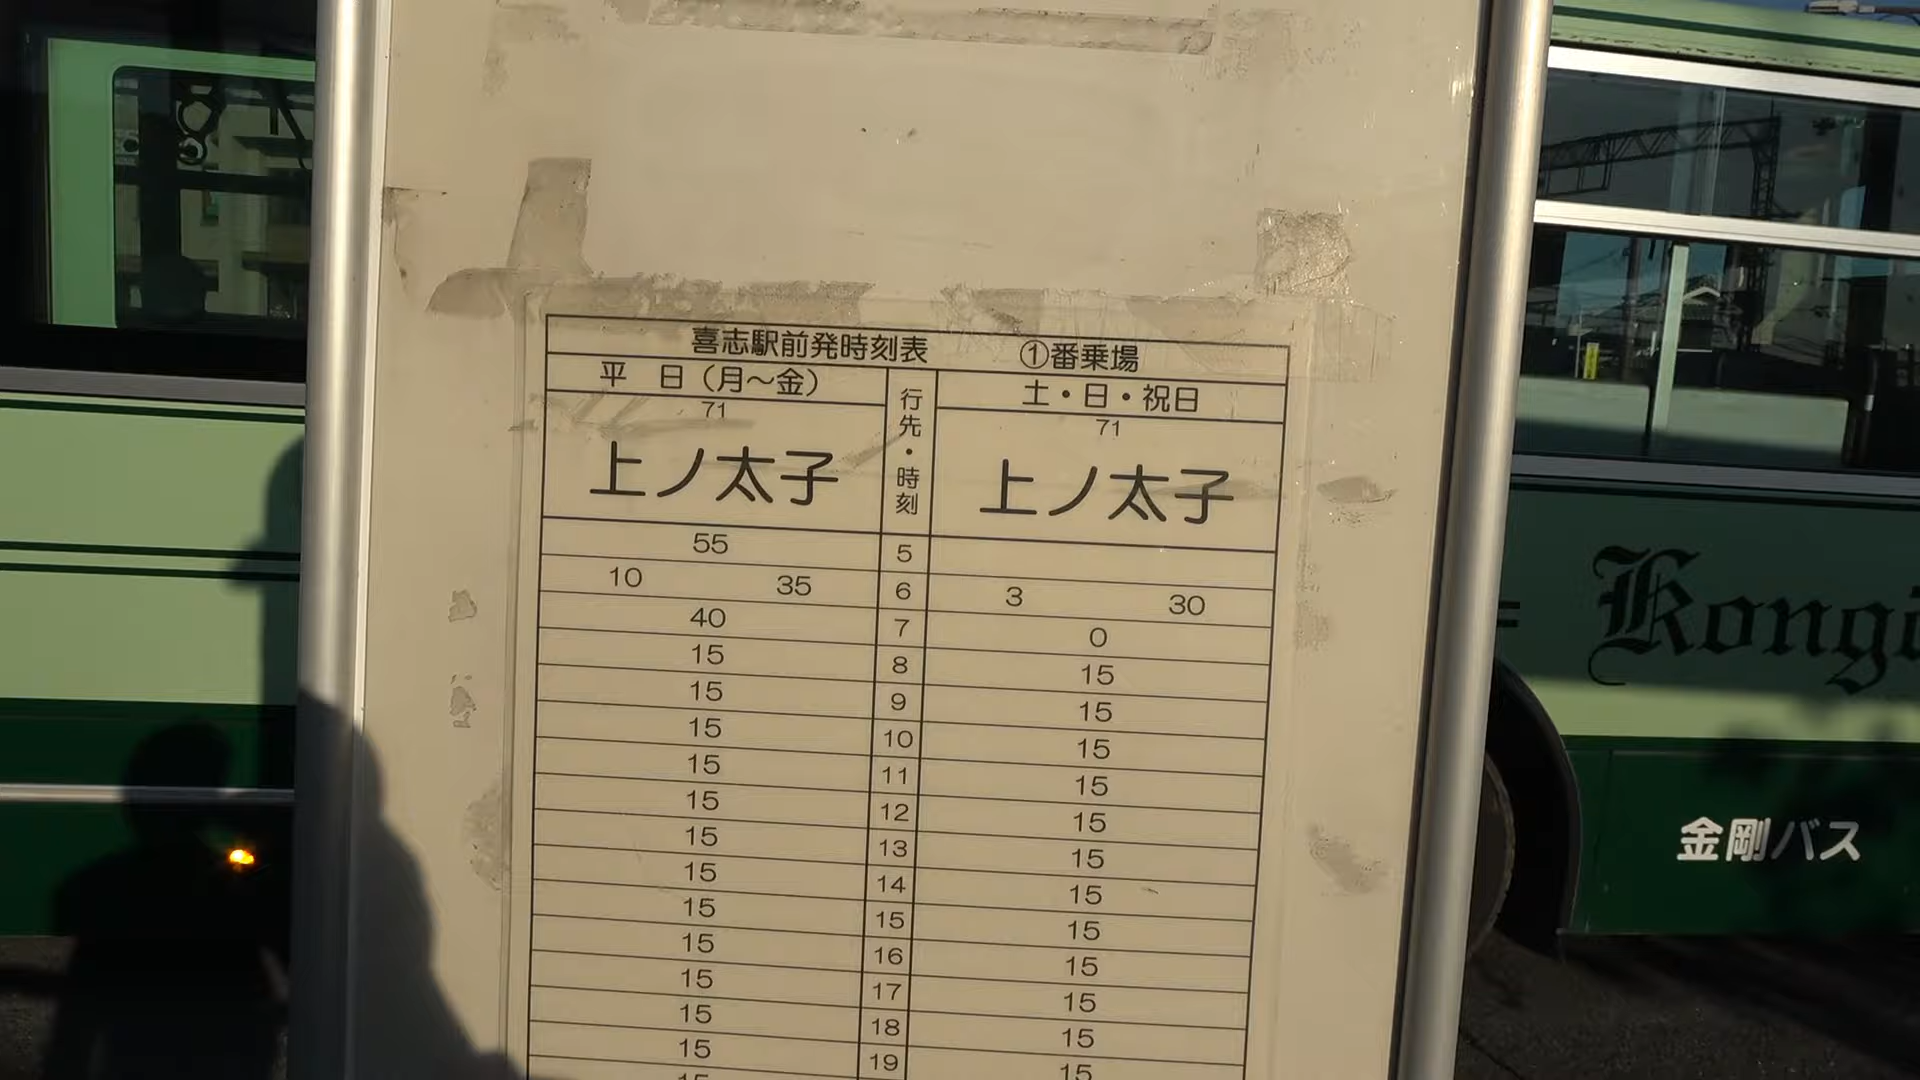 喜志駅前発時刻表 ①番乗場
平 日（月～金） 行先・時刻 土・日・祝日
71 71
上ノ太子 上ノ太子
55 5
10 35 6 3 30
40 7 0
15 8 15
15 9 15
15 10 15
15 11 15
15 12 15
15 13 15
15 14 15
15 15 15
15 16 15
15 17 15
15 18 15
15 19 15
15
Kongo
金剛バス